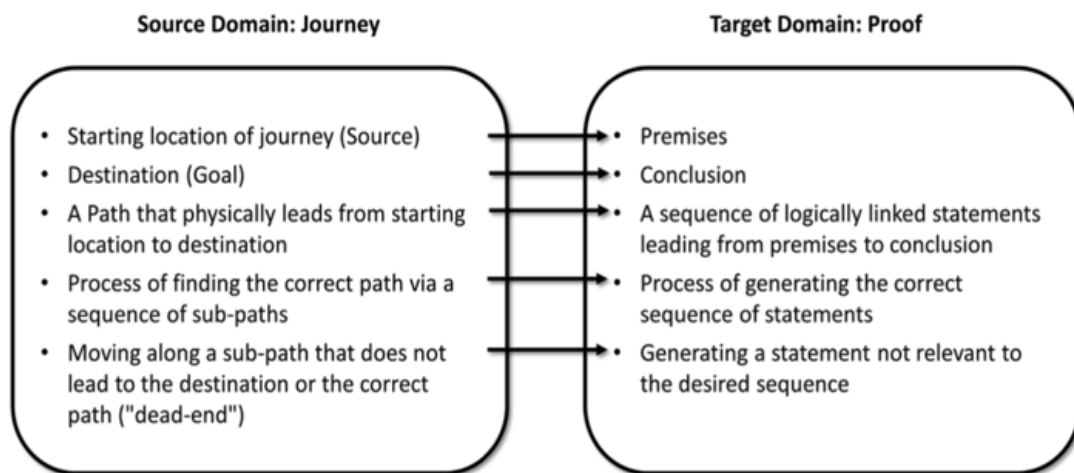 Source Domain: Journey
Target Domain: Proof
• Starting location of journey (Source)
• Destination (Goal)
• A Path that physically leads from starting
location to destination
• Process of finding the correct path via a
sequence of sub-paths
• Moving along a sub-path that does not
lead to the destination or the correct
path ("dead-end")
• Premises
• Conclusion
• A sequence of logically linked statements
leading from premises to conclusion
• Process of generating the correct
sequence of statements
• Generating a statement not relevant to
the desired sequence